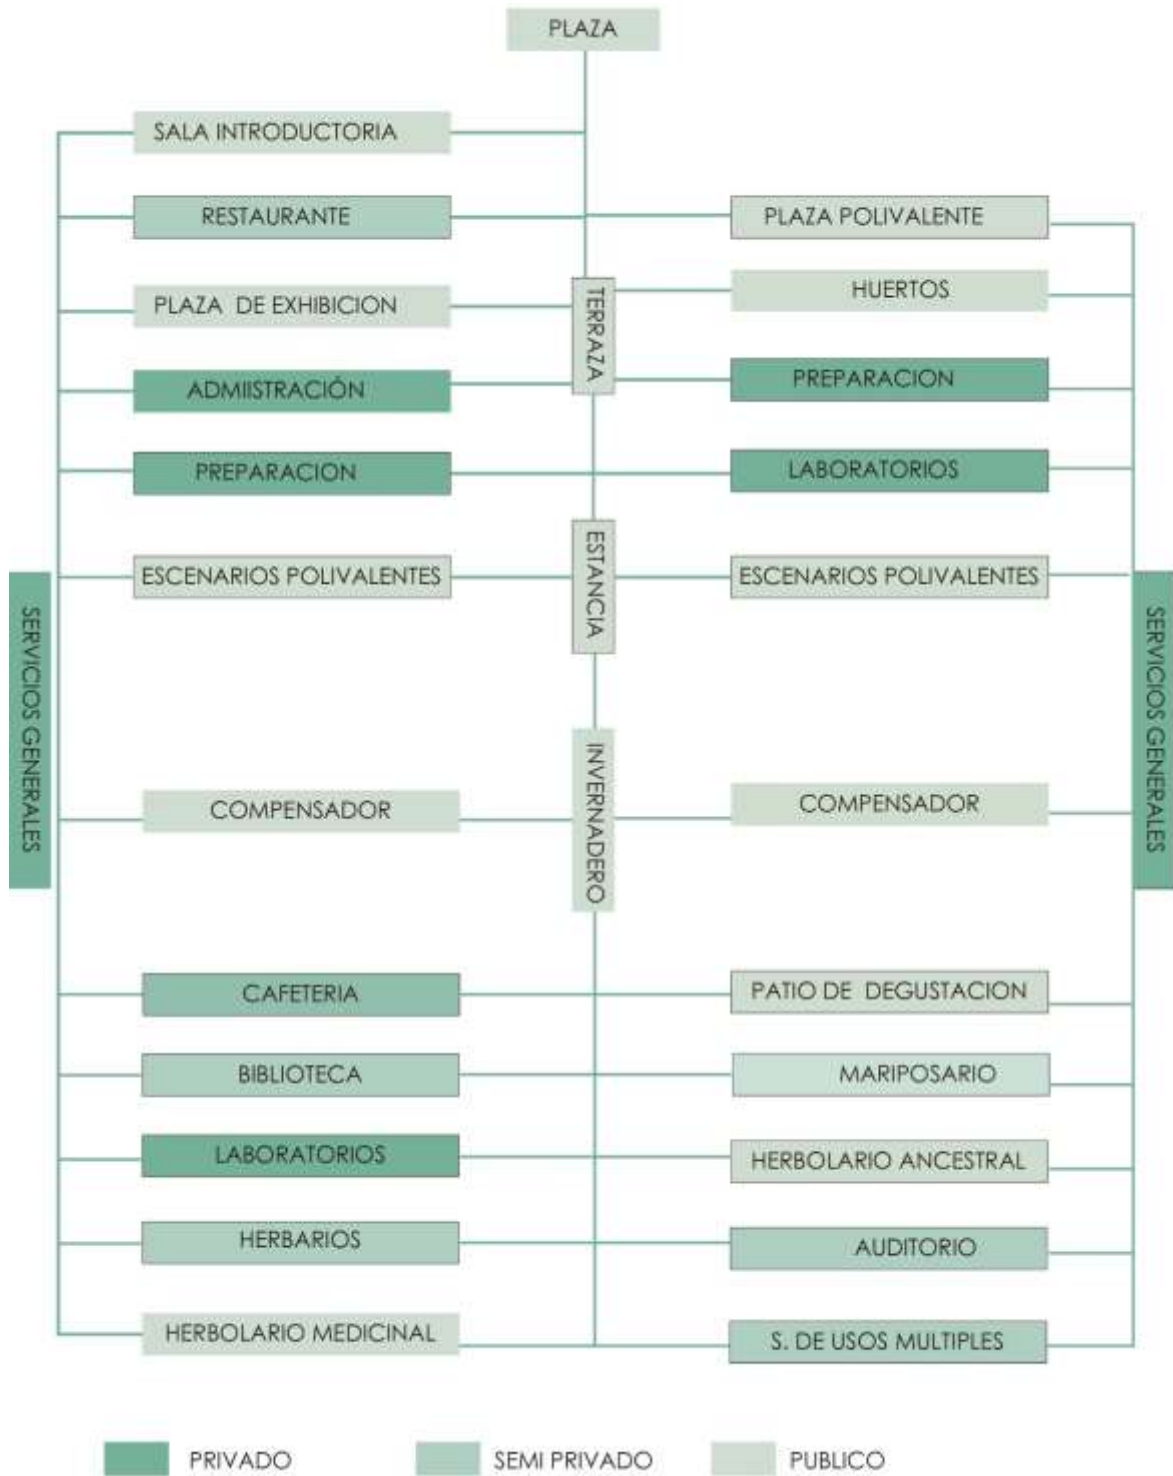 PLAZA
SALA INTRODUCTORIA
RESTAURANTE
PLAZA POLIVALENTE
PLAZA DE EXHIBICION
TERRAZA
HUERTOS
ADMIISTRACIÓN
PREPARACION
PREPARACION
LABORATORIOS
ESCENARIOS POLIVALENTES
ESTANCIA
ESCENARIOS POLIVALENTES
SERVICIOS GENERALES
SERVICIOS GENERALES
COMPENSADOR
INVERNADERO
COMPENSADOR
CAFETERIA
PATIO DE DEGUSTACION
BIBLIOTECA
MARIPOSARIO
LABORATORIOS
HERBOLARIO ANCESTRAL
HERBARIOS
AUDITORIO
HERBOLARIO MEDICINAL
S. DE USOS MULTIPLES
PRIVADO
SEMI PRIVADO
PUBLICO